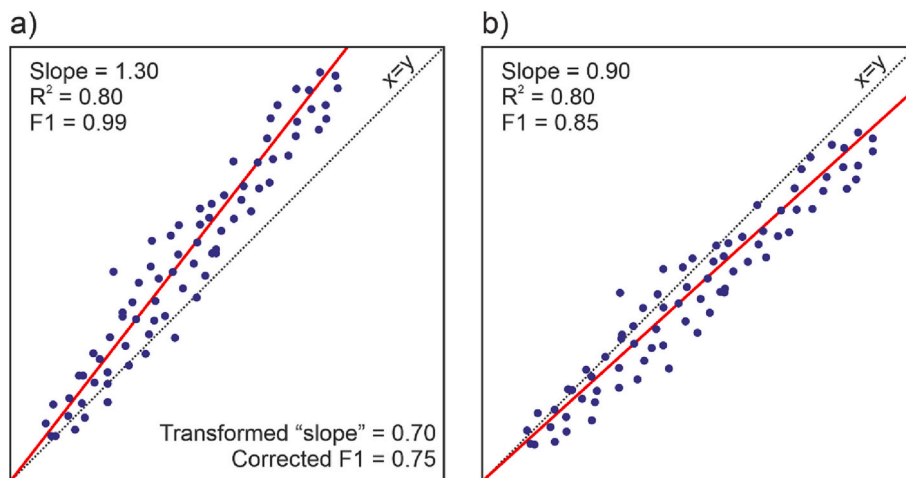 a)
Slope = 1.30
R² = 0.80
F1 = 0.99
x=y
Transformed “slope” = 0.70
Corrected F1 = 0.75
b)
Slope = 0.90
R² = 0.80
F1 = 0.85
x=y